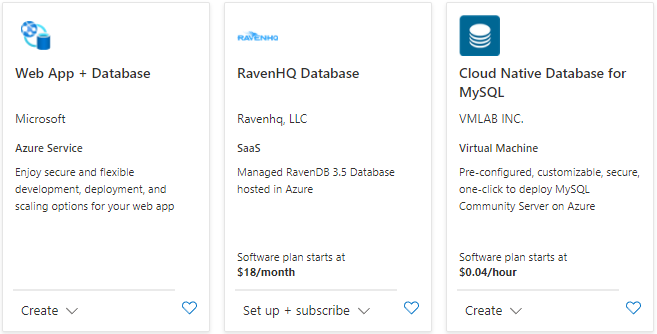 Web App + Database
Microsoft
Azure Service
Enjoy secure and flexible
development, deployment, and
scaling options for your web app
Create
RAVENHQ
RavenHQ Database
Ravenhq, LLC
SaaS
Managed RavenDB 3.5 Database
hosted in Azure
Software plan starts at
$18/month
Set up + subscribe
Cloud Native Database for
MySQL
VMLAB INC.
Virtual Machine
Pre-configured, customizable, secure,
one-click to deploy MySQL
Community Server on Azure
Software plan starts at
$0.04/hour
Create